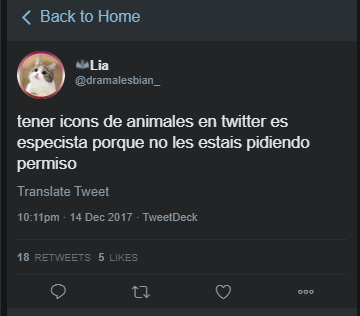 Back to Home
Lia
@dramalesbian_
tener icons de animales en twitter es
especista porque no les estais pidiendo
permiso
Translate Tweet
10:11pm · 14 Dec 2017 · TweetDeck
18 RETWEETS 5 LIKES